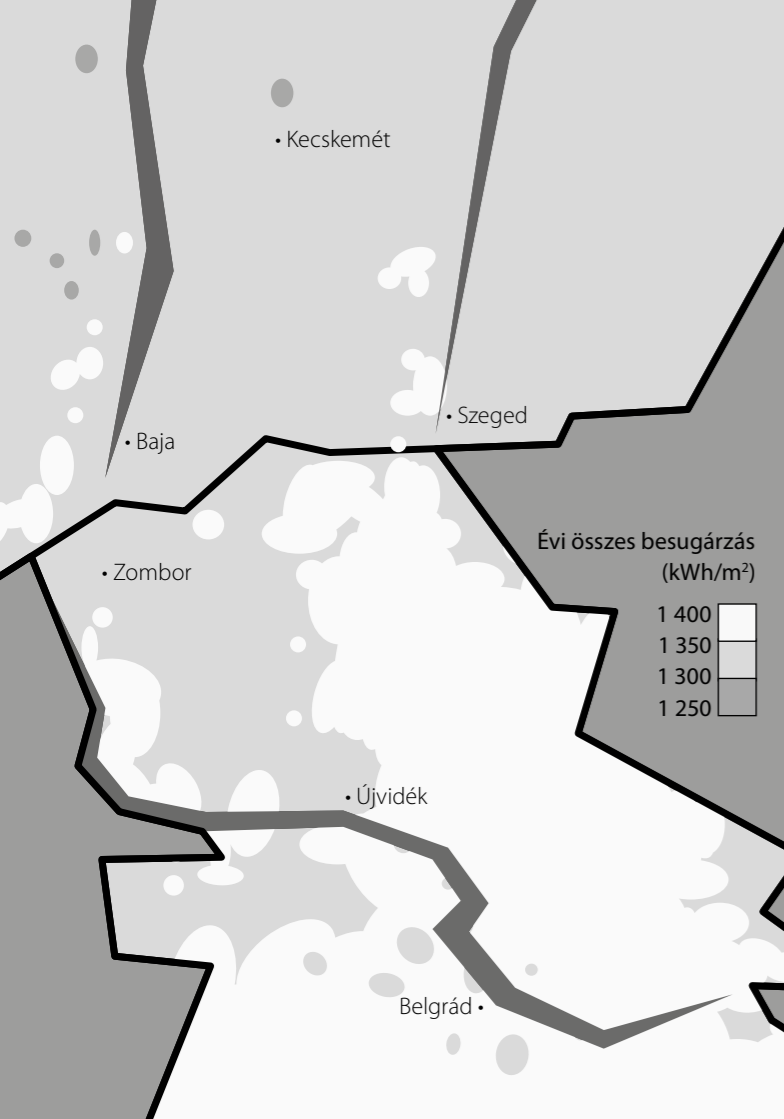 • Kecskemét
• Szeged
• Baja
Évi összes besugárzás
(kWh/m²)
• Zombor
1 400
1 350
1 300
1 250
• Újvidék
Belgrád •